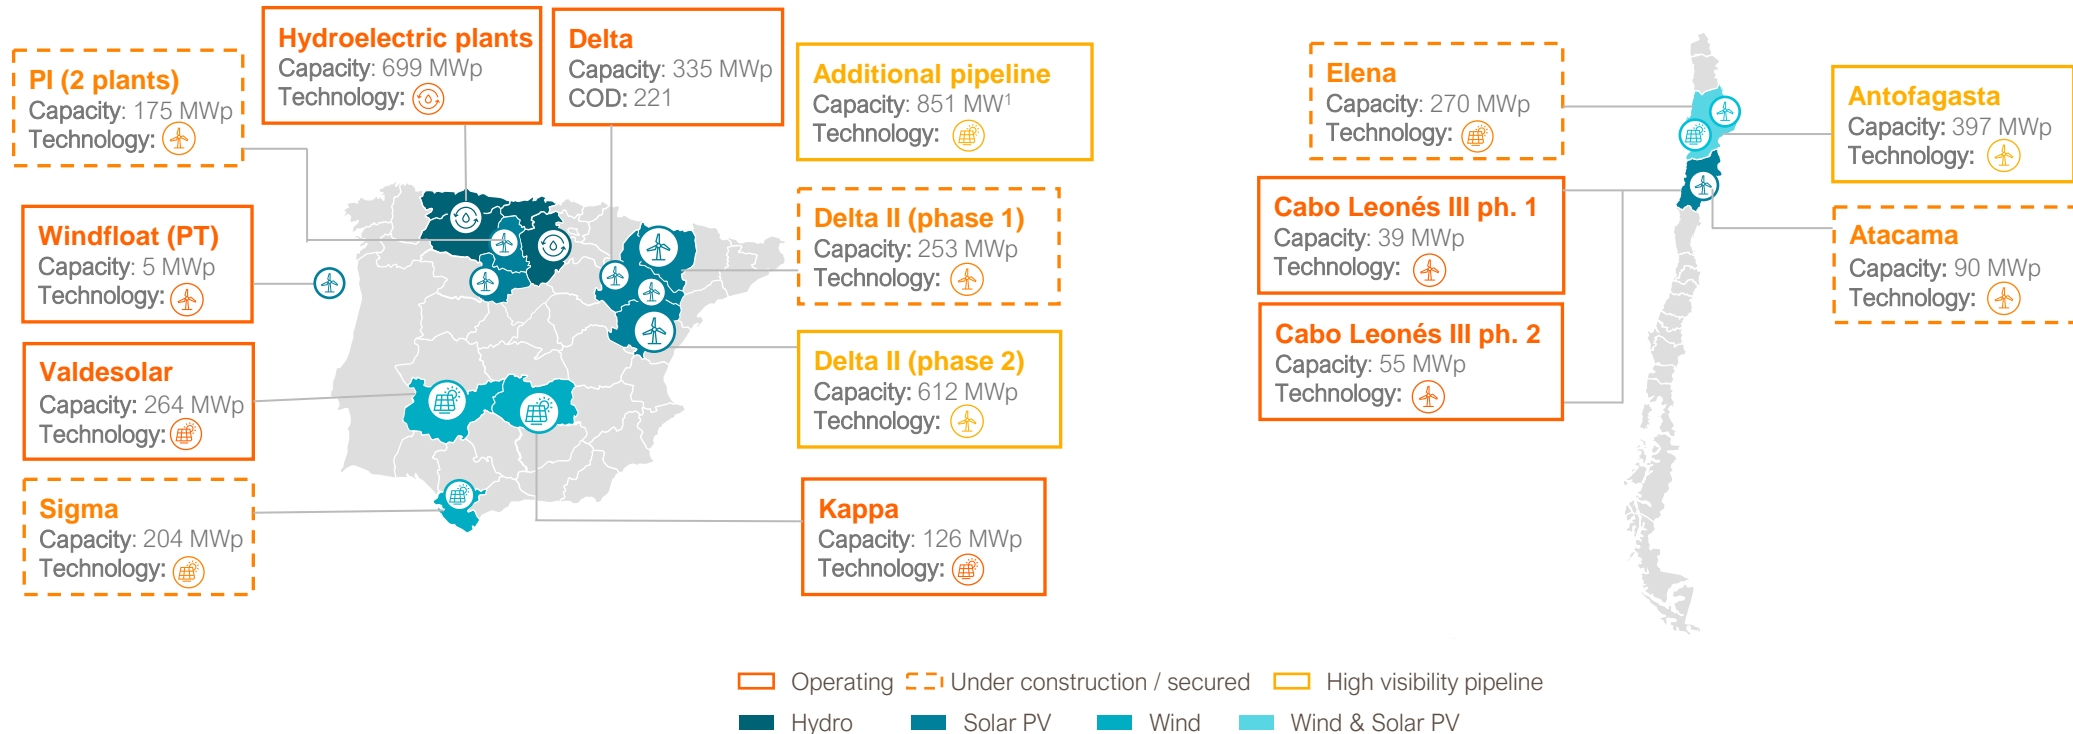 PI (2 plants)
Capacity: 175 MWp
Technology:
Hydroelectric plants
Capacity: 699 MWp
Technology:
Delta
Capacity: 335 MWp
COD: 221
Additional pipeline
Capacity: 851 MW¹
Technology:
Windfloat (PT)
Capacity: 5 MWp
Technology:
Delta II (phase 1)
Capacity: 253 MWp
Technology:
Valdesolar
Capacity: 264 MWp
Technology:
Delta II (phase 2)
Capacity: 612 MWp
Technology:
Sigma
Capacity: 204 MWp
Technology:
Kappa
Capacity: 126 MWp
Technology:
Elena
Capacity: 270 MWp
Technology:
Antofagasta
Capacity: 397 MWp
Technology:
Cabo Leonés III ph. 1
Capacity: 39 MWp
Technology:
Atacama
Capacity: 90 MWp
Technology:
Cabo Leonés III ph. 2
Capacity: 55 MWp
Technology:
Operating Under construction / secured High visibility pipeline
Hydro Solar PV Wind Wind & Solar PV